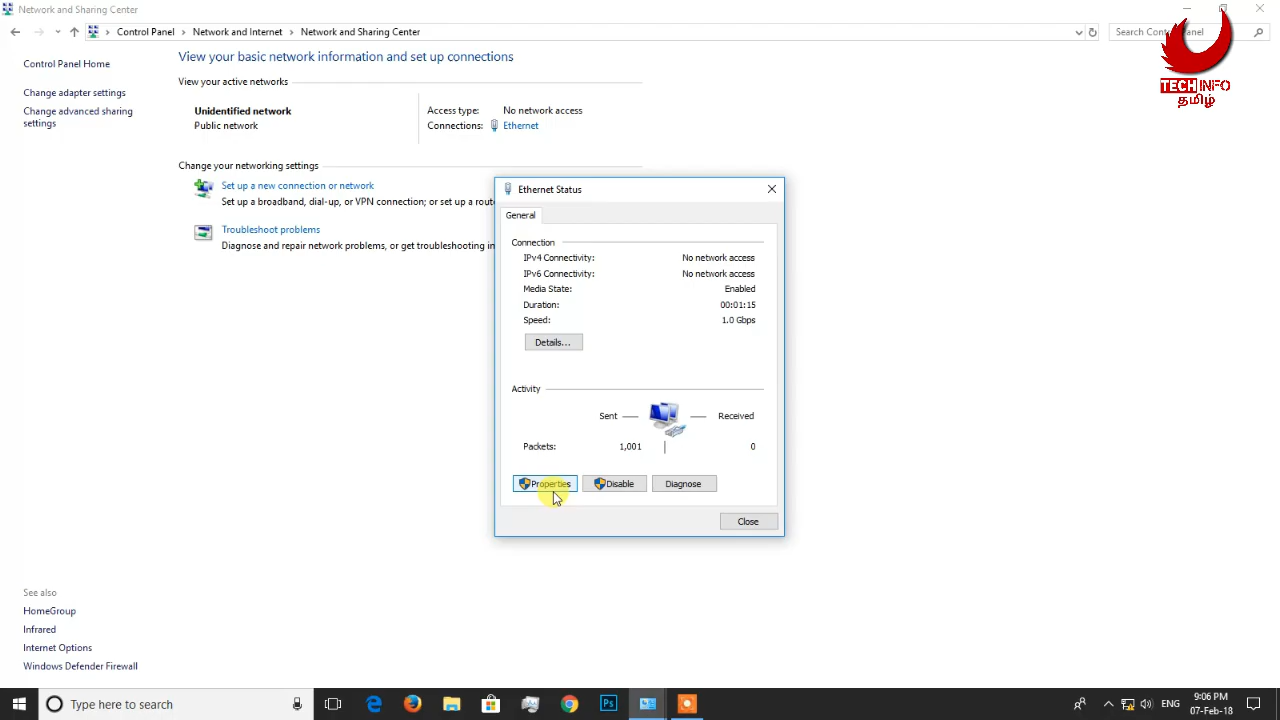 Network and Sharing Center
Control Panel
Network and Internet
Network and Sharing Center
TECH INFO
தமிழ்
Control Panel Home
Change adapter settings
Change advanced sharing
settings
View your basic network information and set up connections
View your active networks
Unidentified network
Public network
Access type: No network access
Connections: Ethernet
Change your networking settings
Set up a new connection or network
Set up a broadband, dial-up, or VPN connection; or set up a
Troubleshoot problems
Diagnose and repair network problems, or get troubleshooting
Ethernet Status
General
Connection
IPv4 Connectivity: No network access
IPv6 Connectivity: No network access
Media State: Enabled
Duration: 00:01:15
Speed: 1.0 Gbps
Details...
Activity
Sent Received
Packets: 1,001 0
Properties Disable Diagnose
Close
See also
HomeGroup
Infrared
Internet Options
Windows Defender Firewall
Type here to search
Ps
ENG
9:06 PM
07-Feb-18